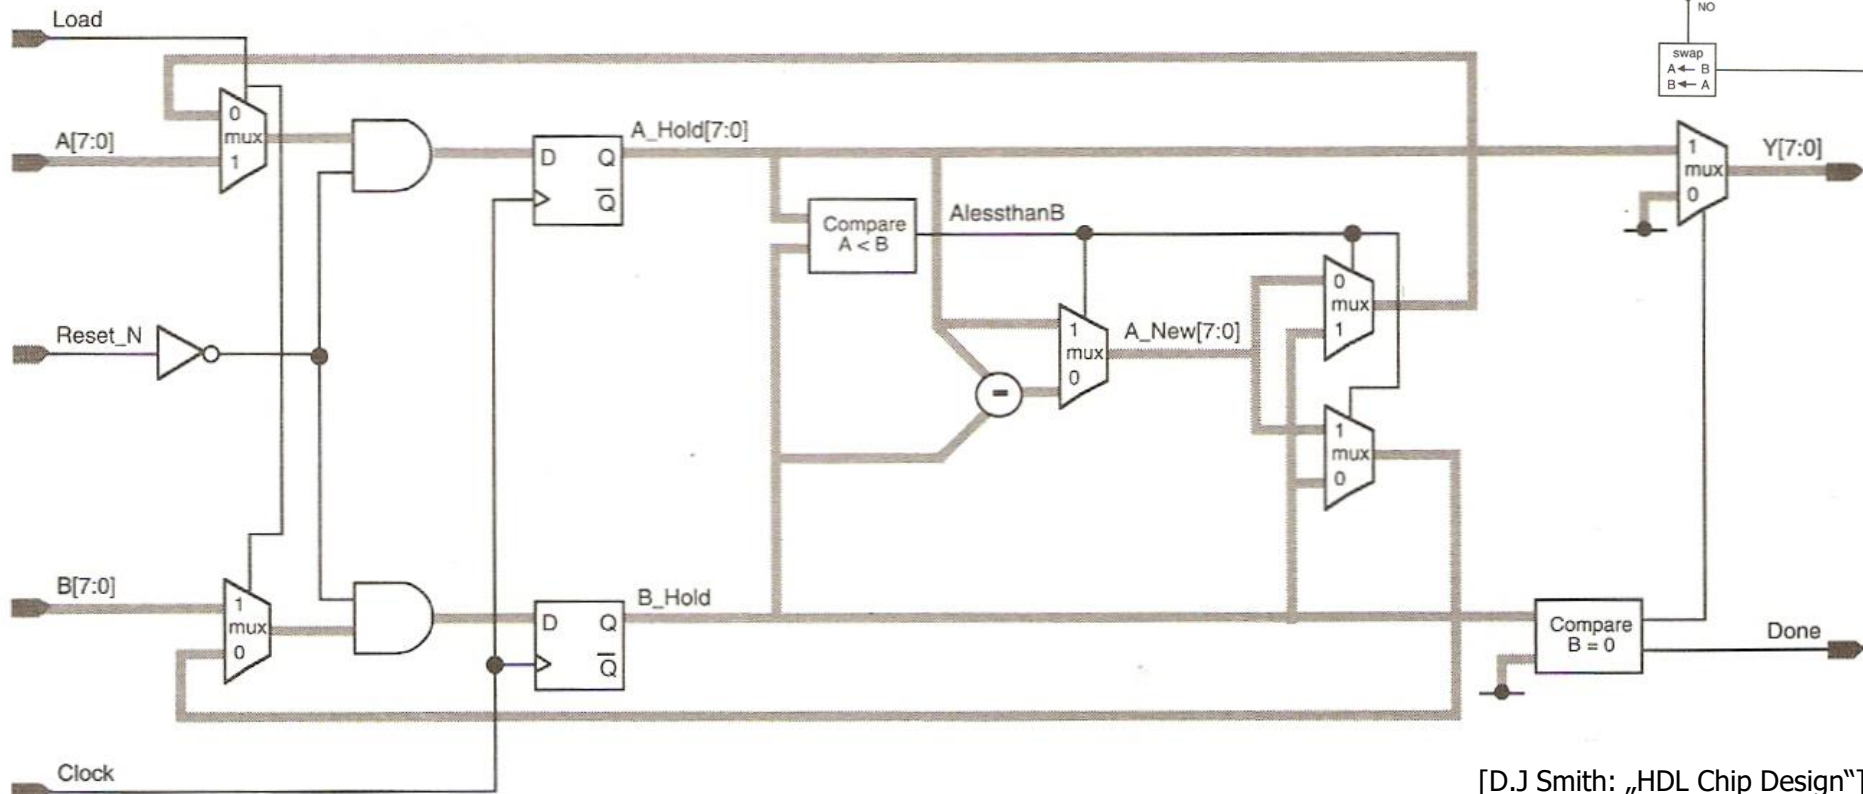 Load
NO
swap
A ← B
B ← A
0
mux
1
A[7:0]
D Q
Q̅
A_Hold[7:0]
1
mux
0
Y[7:0]
Compare
A < B
AlessthanB
0
mux
1
Reset_N
1
mux
0
A_New[7:0]
-
1
mux
0
B[7:0]
1
mux
0
B_Hold
D Q
Q̅
Compare
B = 0
Done
Clock
[D.J Smith: „HDL Chip Design“]